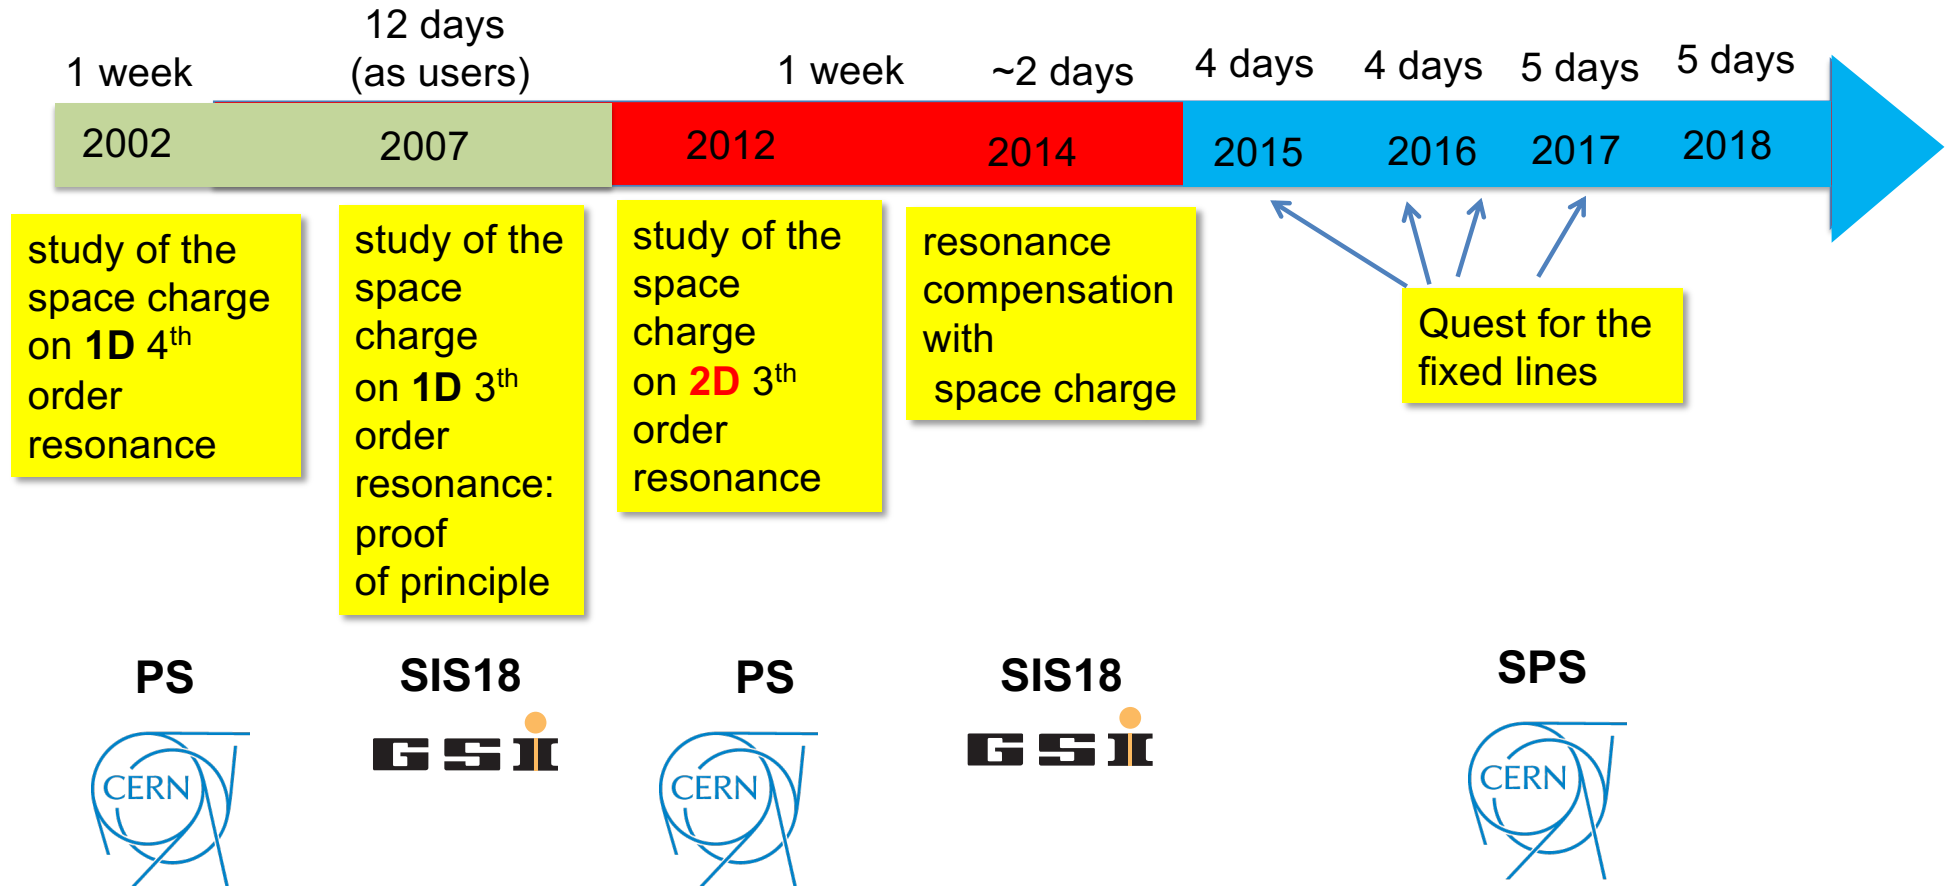 12 days
1 week
(as users)
1 week
~2 days
4 days
4 days
5 days
5 days
2002
2007
2012
2014
2015
2016
2017
2018
study of the
space charge
on 1D 4th
order
resonance
study of the
space
charge
on 1D 3th
order
resonance:
proof
of principle
study of the
space
charge
on 2D 3th
order
resonance
resonance
compensation
with
space charge
Quest for the
fixed lines
PS
SIS18
PS
SIS18
SPS
CERN
GSI
CERN
GSI
CERN